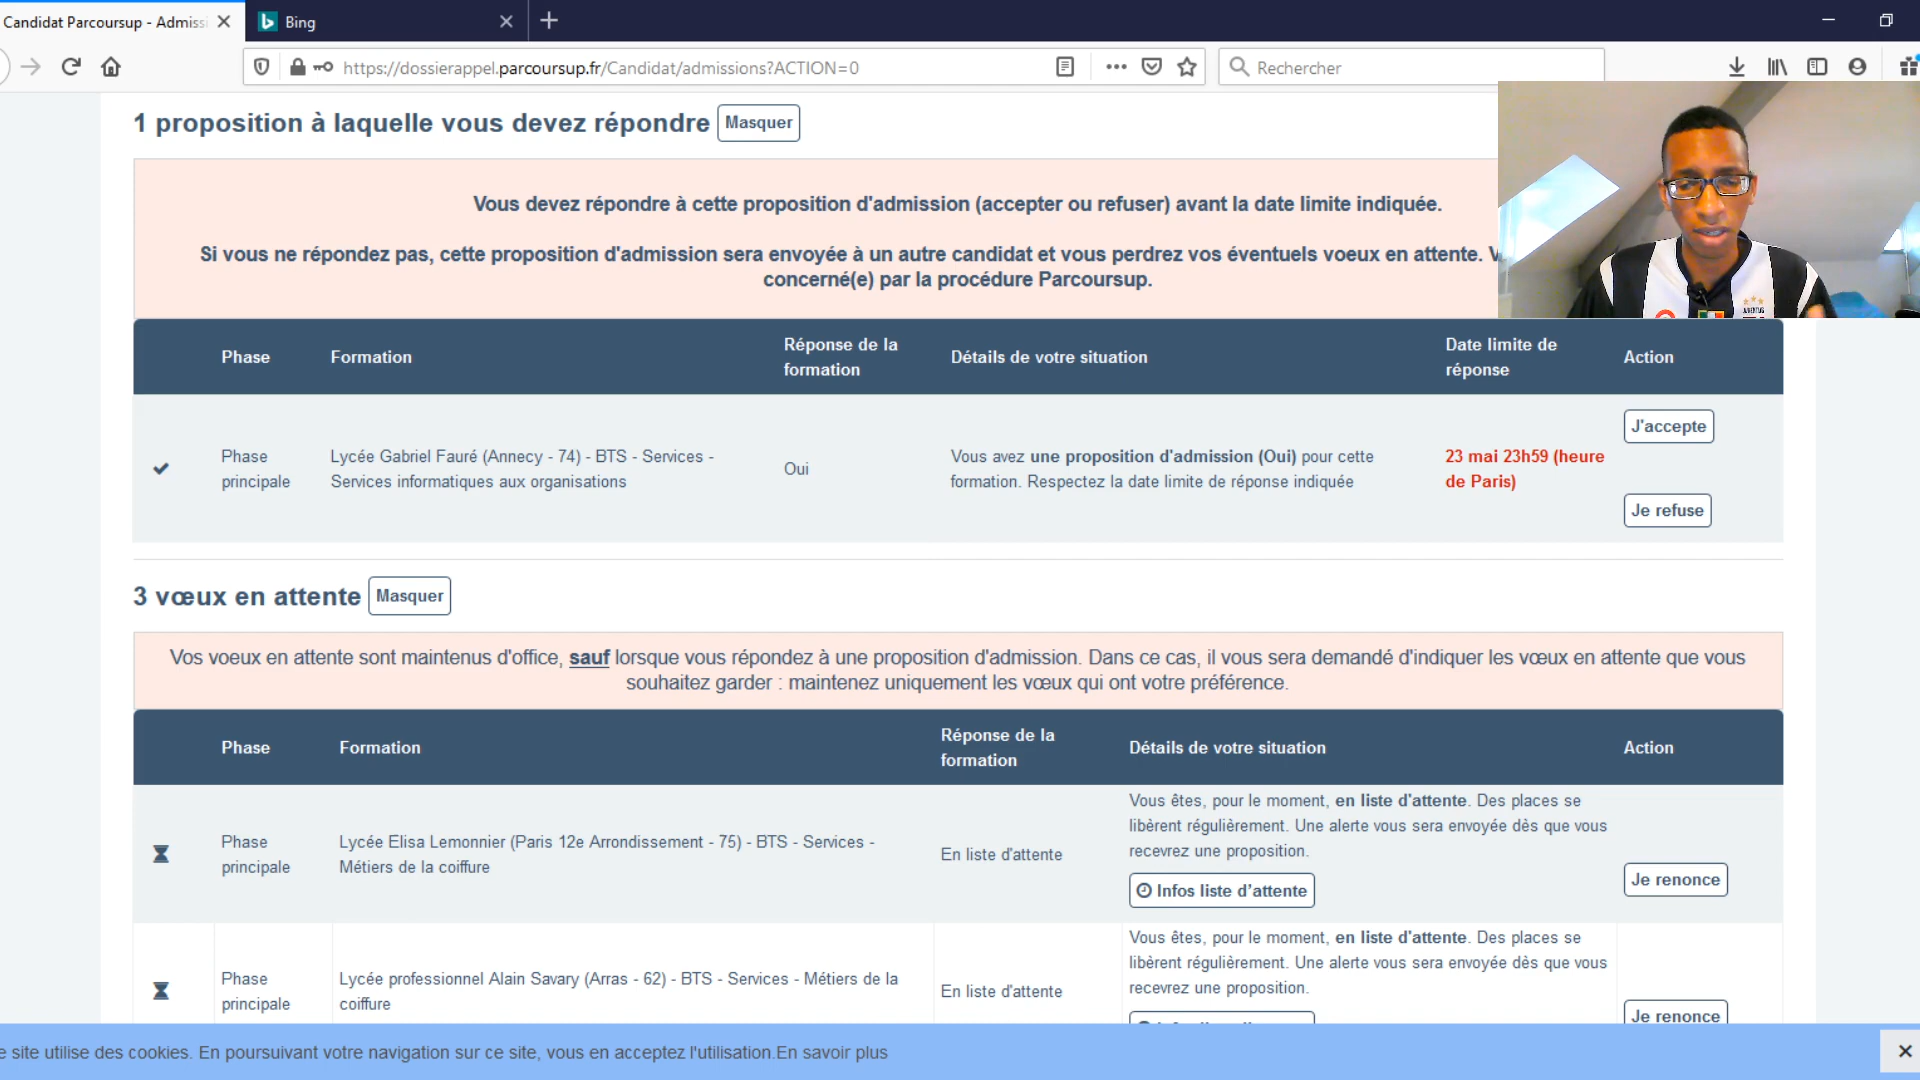 Candidat Parcoursup - Admiss
Bing
https://dossierappel.parcoursup.fr/Candidat/admissions?ACTION=0
Rechercher
1 proposition à laquelle vous devez répondre
Masquer
Vous devez répondre à cette proposition d'admission (accepter ou refuser) avant la date limite indiquée.
Si vous ne répondez pas, cette proposition d'admission sera envoyée à un autre candidat et vous perdrez vos éventuels voeux en attente.
concerné(e) par la procédure Parcoursup.
Phase
Formation
Réponse de la
formation
Détails de votre situation
Date limite de
réponse
Action
Phase
principale
Lycée Gabriel Fauré (Annecy - 74) - BTS - Services -
Services informatiques aux organisations
Oui
Vous avez une proposition d'admission (Oui) pour cette
formation. Respectez la date limite de réponse indiquée
23 mai 23h59 (heure
de Paris)
J'accepte
Je refuse
3 vœux en attente
Masquer
Vos voeux en attente sont maintenus d'office, sauf lorsque vous répondez à une proposition d'admission. Dans ce cas, il vous sera demandé d'indiquer les vœux en attente que vous
souhaitez garder : maintenez uniquement les vœux qui ont votre préférence.
Phase
Formation
Réponse de la
formation
Détails de votre situation
Action
Phase
principale
Lycée Elisa Lemonnier (Paris 12e Arrondissement - 75) - BTS - Services -
Métiers de la coiffure
En liste d'attente
Vous êtes, pour le moment, en liste d'attente. Des places se
libèrent régulièrement. Une alerte vous sera envoyée dès que vous
recevrez une proposition.
Infos liste d'attente
Je renonce
Phase
principale
Lycée professionnel Alain Savary (Arras - 62) - BTS - Services - Métiers de la
coiffure
En liste d'attente
Vous êtes, pour le moment, en liste d'attente. Des places se
libèrent régulièrement. Une alerte vous sera envoyée dès que vous
recevrez une proposition.
Je renonce
e site utilise des cookies. En poursuivant votre navigation sur ce site, vous en acceptez l'utilisation.En savoir plus